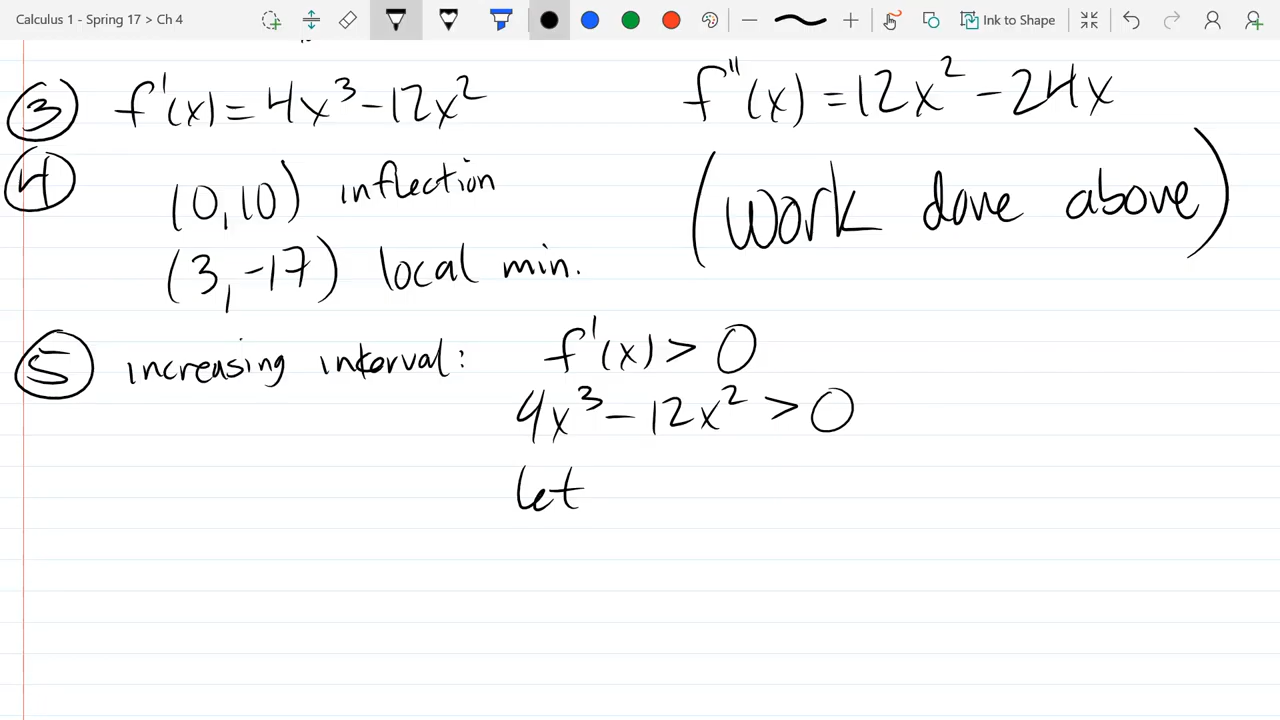 Calculus 1 - Spring 17 > Ch 4
Ink to Shape
③ f'(x) = 4x³ - 12x² f''(x) = 12x² - 24x
④ (0, 10) inflection (work done above)
(3, -17) local min.
⑤ increasing interval: f'(x) > 0
4x³ - 12x² > 0
let